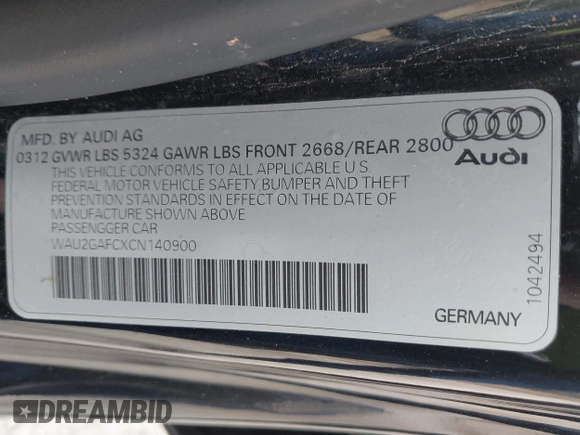 MFD. BY AUDI AG
0312 GVWR LBS 5324 GAWR LBS FRONT 2668/REAR 2800
Audi
THIS VEHICLE CONFORMS TO ALL APPLICABLE U.S.
FEDERAL MOTOR VEHICLE SAFETY,BUMPER AND THEFT
PREVENTION STANDARDS IN EFFECT ON THE DATE OF
MANUFACTURE SHOWN ABOVE
PASSENGGER CAR
WAU2GAFCXCN140900
1042494
GERMANY
DREAMBID